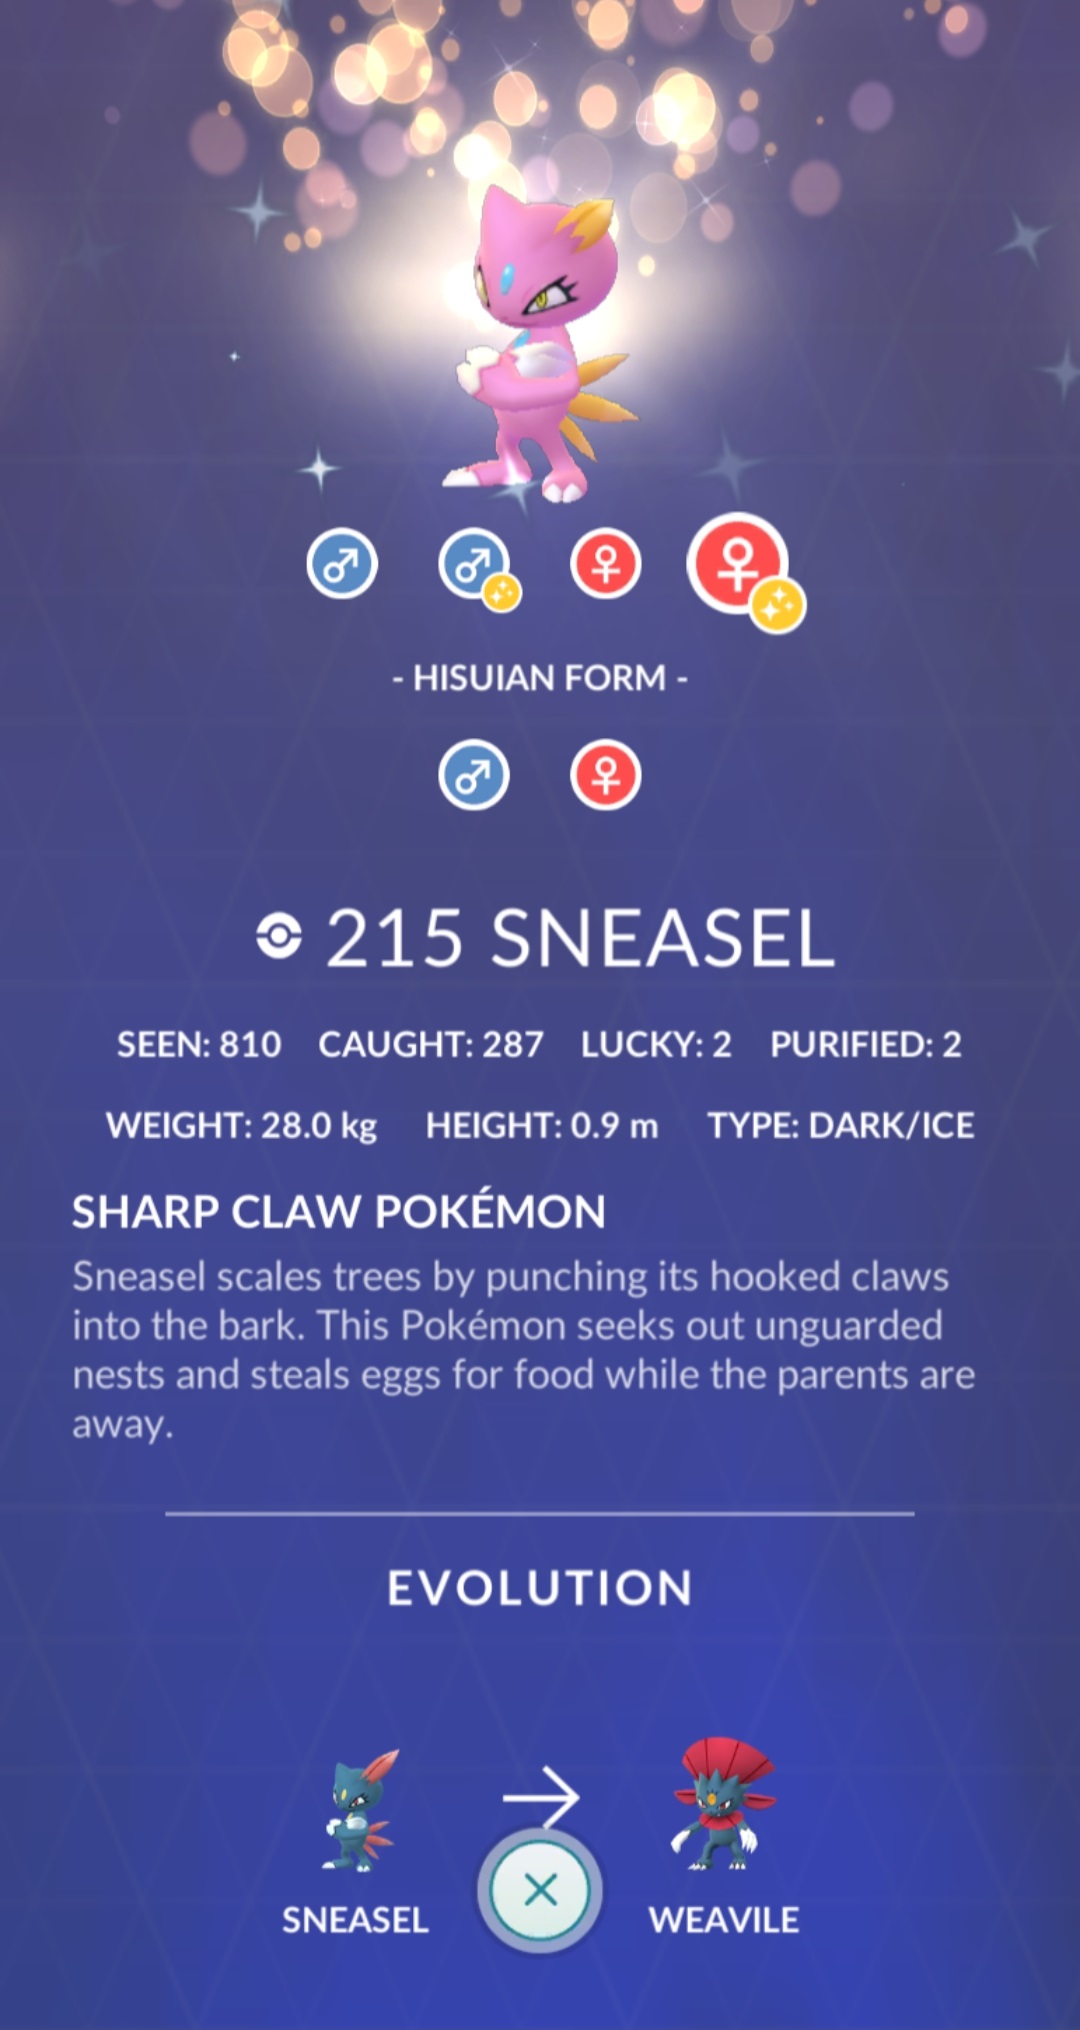 - HISUIAN FORM -
215 SNEASEL
SEEN: 810 CAUGHT: 287 LUCKY: 2 PURIFIED: 2
WEIGHT: 28.0 kg HEIGHT: 0.9 m TYPE: DARK/ICE
SHARP CLAW POKÉMON
Sneasel scales trees by punching its hooked claws
into the bark. This Pokémon seeks out unguarded
nests and steals eggs for food while the parents are
away.
EVOLUTION
SNEASEL WEAVILE